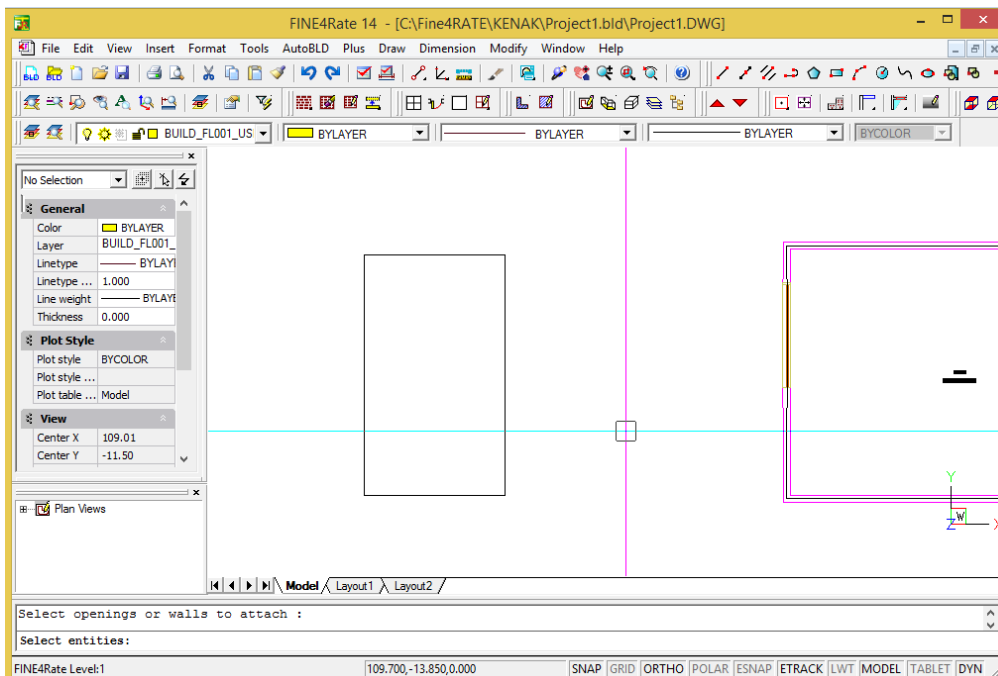 FINE4Rate 14 - [C:\Fine4RATE\KENAK\Project1.bld\Project1.DWG]
File Edit View Insert Format Tools AutoBLD Plus Draw Dimension Modify Window Help
BLD BLD
BUILD_FL001_US BYLAYER BYLAYER BYLAYER BYCOLOR
No Selection
General
Color BYLAYER
Layer BUILD_FL001_
Linetype BYLAYI
Linetype ... 1.000
Line weight BYLAYE
Thickness 0.000
Plot Style
Plot style BYCOLOR
Plot style ...
Plot table ... Model
View
Center X 109.01
Center Y -11.50
Plan Views
Y
W
Z X
Model Layout1 Layout2
Select openings or walls to attach :
Select entities:
FINE4Rate Level:1 109.700,-13.850,0.000 SNAP GRID ORTHO POLAR ESNAP ETRACK LWT MODEL TABLET DYN